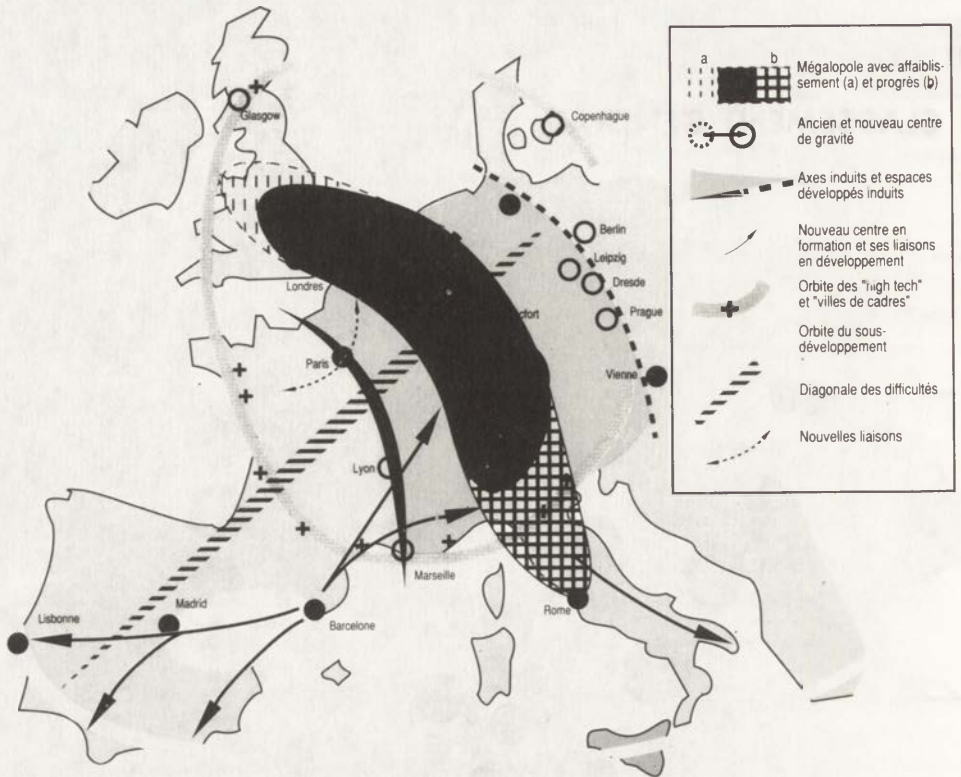 a b
Mégalopole avec affaiblis-
sement (a) et progrès (b)
Ancien et nouveau centre
de gravité
Axes induits et espaces
développés induits
Nouveau centre en
formation et ses liaisons
en développement
Orbite des "high tech"
et "villes de cadres"
Orbite du sous-
développement
Diagonale des difficultés
Nouvelles liaisons
Glasgow
Copenhague
Berlin
Leipzig
Dresde
Londres
cfort
Prague
Paris
Vienne
Lyon
Marseille
Madrid
Rome
Lisbonne
Barcelone